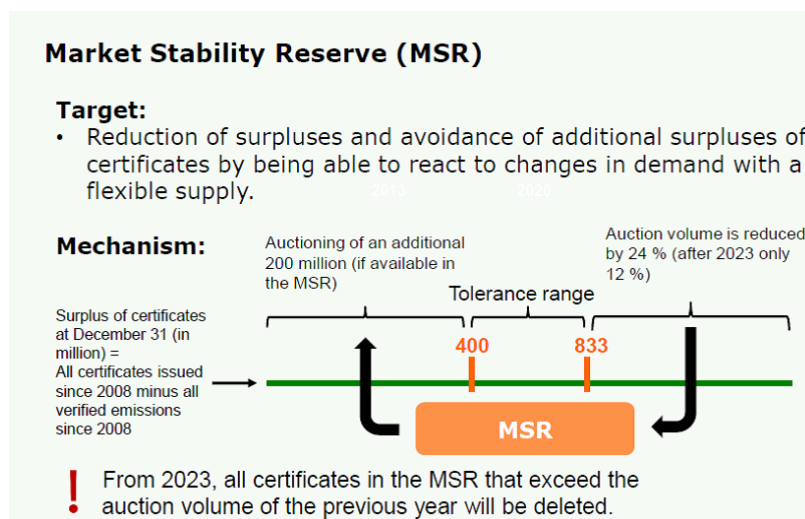 Market Stability Reserve (MSR)
Target:
• Reduction of surpluses and avoidance of additional surpluses of
certificates by being able to react to changes in demand with a
flexible supply.
2013 2020
Mechanism:
Auctioning of an additional
200 million (if available in
the MSR)
Auction volume is reduced
by 24 % (after 2023 only
12 %)
Tolerance range
Surplus of certificates
at December 31 (in
million) =
All certificates issued
since 2008 minus all
verified emissions
since 2008
400
833
MSR
! From 2023, all certificates in the MSR that exceed the
auction volume of the previous year will be deleted.